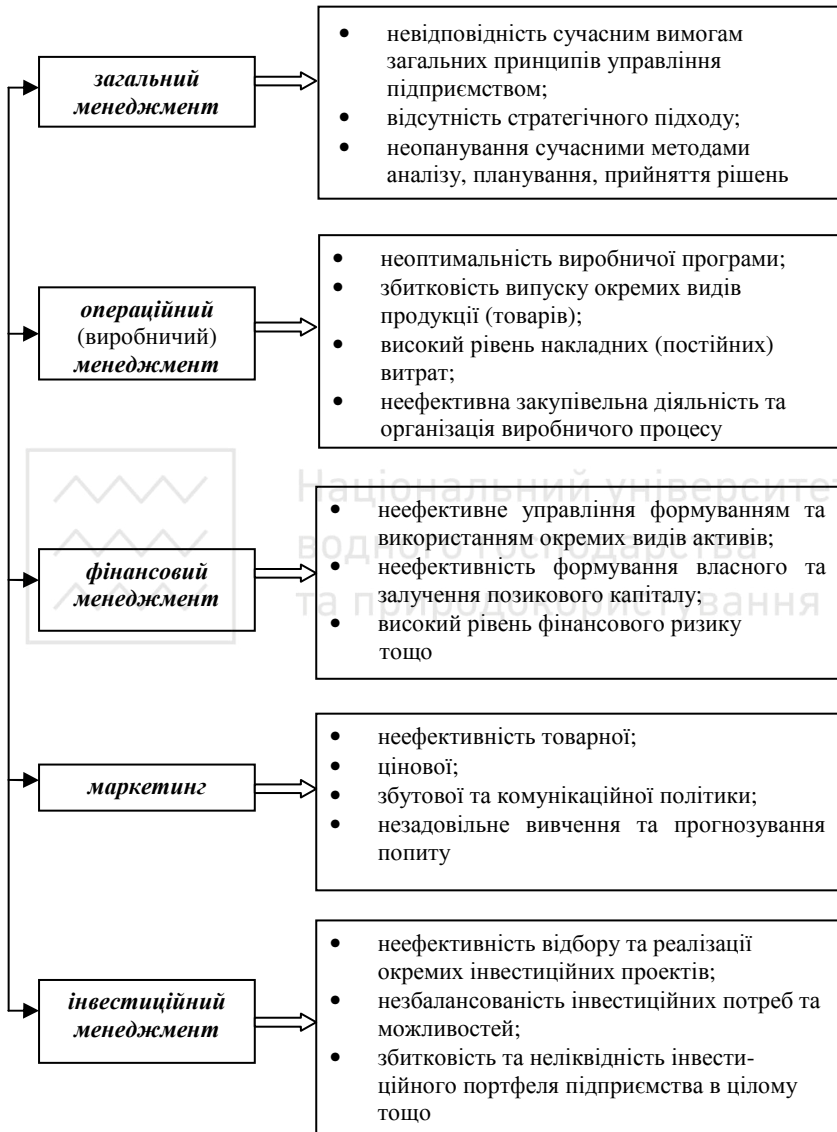 загальний
менеджмент
• невідповідність сучасним вимогам
загальних принципів управління
підприємством;
• відсутність стратегічного підходу;
• неопанування сучасними методами
аналізу, планування, прийняття рішень
операційний
(виробничий)
менеджмент
• неоптимальність виробничої програми;
• збитковість випуску окремих видів
продукції (товарів);
• високий рівень накладних (постійних)
витрат;
• неефективна закупівельна діяльність та
організація виробничого процесу
Національний університет
водного господарства
та природокористування
фінансовий
менеджмент
• неефективне управління формуванням та
використанням окремих видів активів;
• неефективність формування власного та
залучення позикового капіталу;
• високий рівень фінансового ризику
тощо
маркетинг
• неефективність товарної;
• цінової;
• збутової та комунікаційної політики;
• незадовільне вивчення та прогнозування
попиту
інвестиційний
менеджмент
• неефективність відбору та реалізації
окремих інвестиційних проектів;
• незбалансованість інвестиційних потреб та
можливостей;
• збитковість та неліквідність інвести-
ційного портфеля підприємства в цілому
тощо